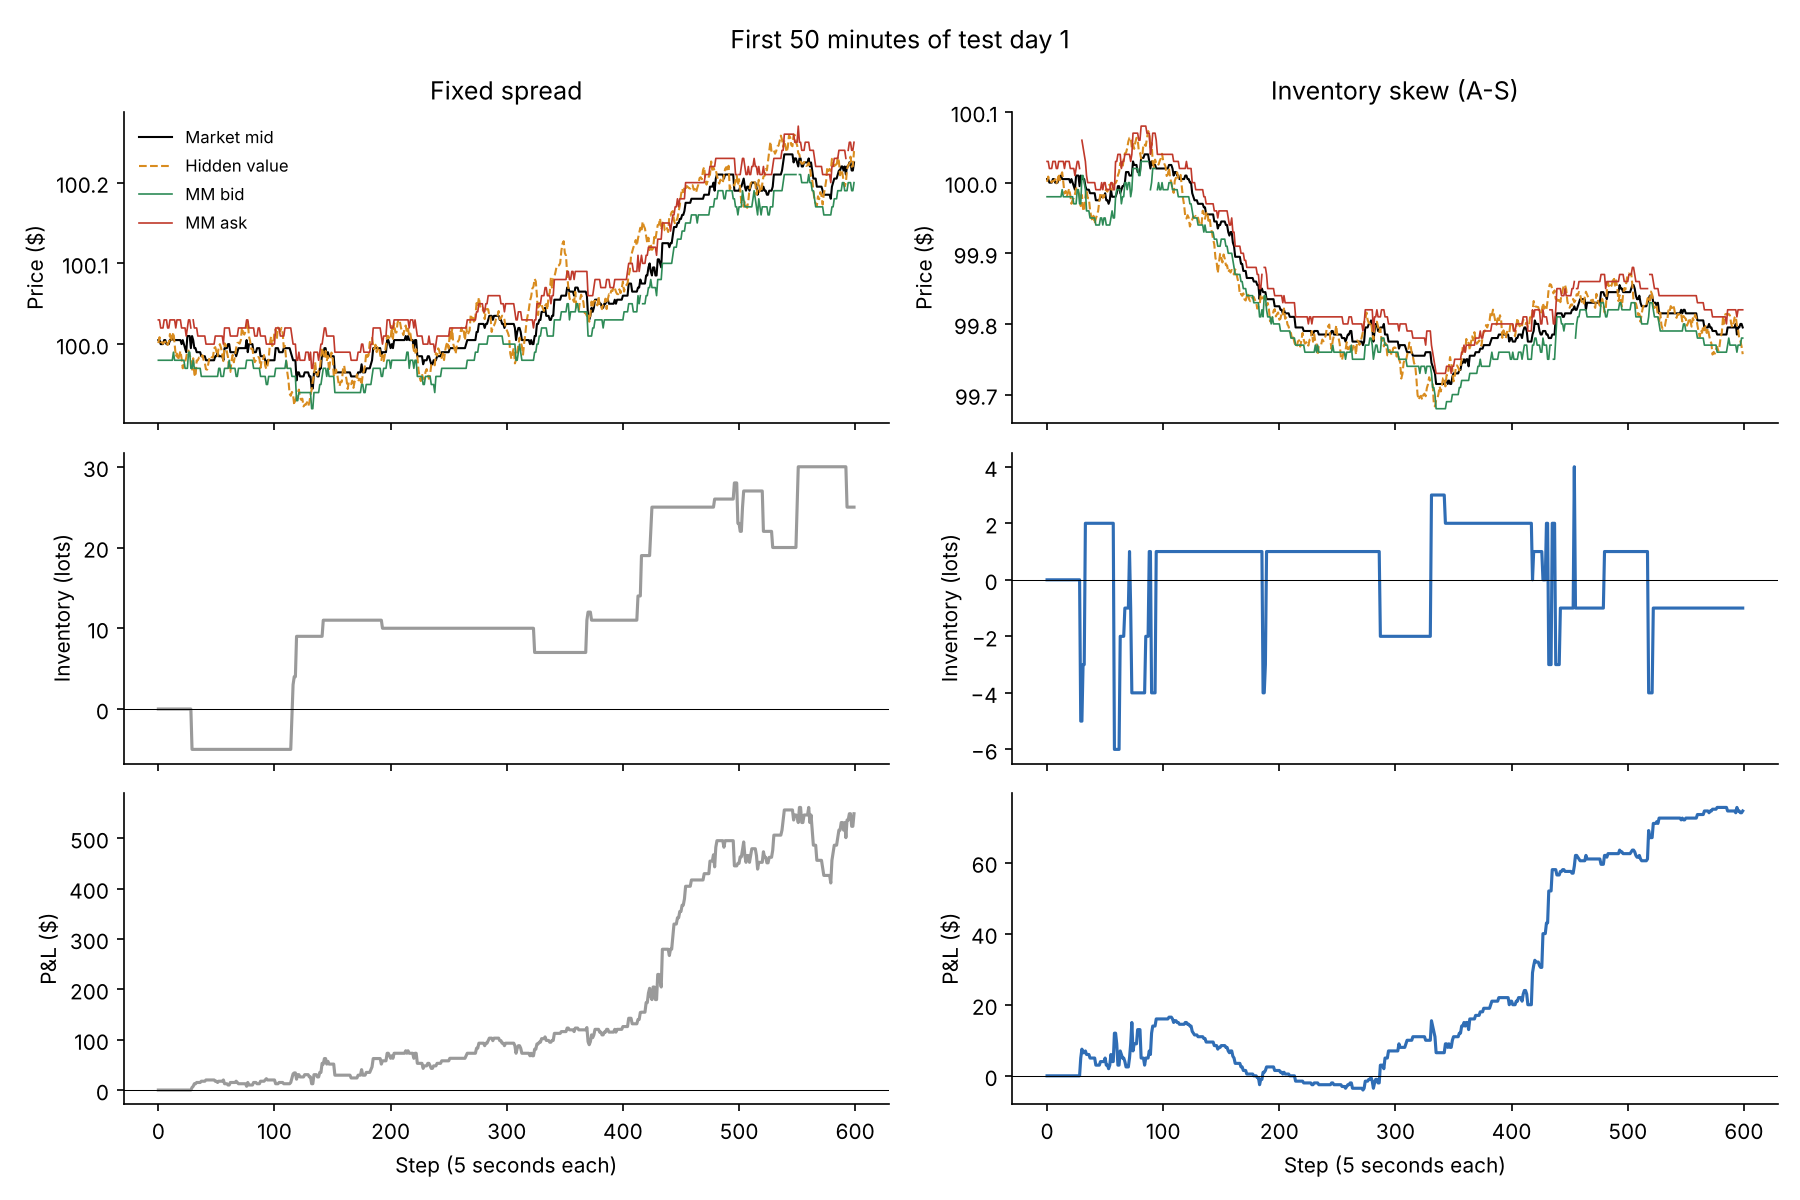 First 50 minutes of test day 1
Fixed spread
Inventory skew (A-S)
Market mid
Hidden value
MM bid
MM ask
Price ($)
100.2
100.1
100.0
Price ($)
100.1
100.0
99.9
99.8
99.7
Inventory (lots)
30
20
10
0
Inventory (lots)
4
2
0
−2
−4
−6
P&L ($)
500
400
300
200
100
0
P&L ($)
60
40
20
0
0 100 200 300 400 500 600
Step (5 seconds each)
0 100 200 300 400 500 600
Step (5 seconds each)